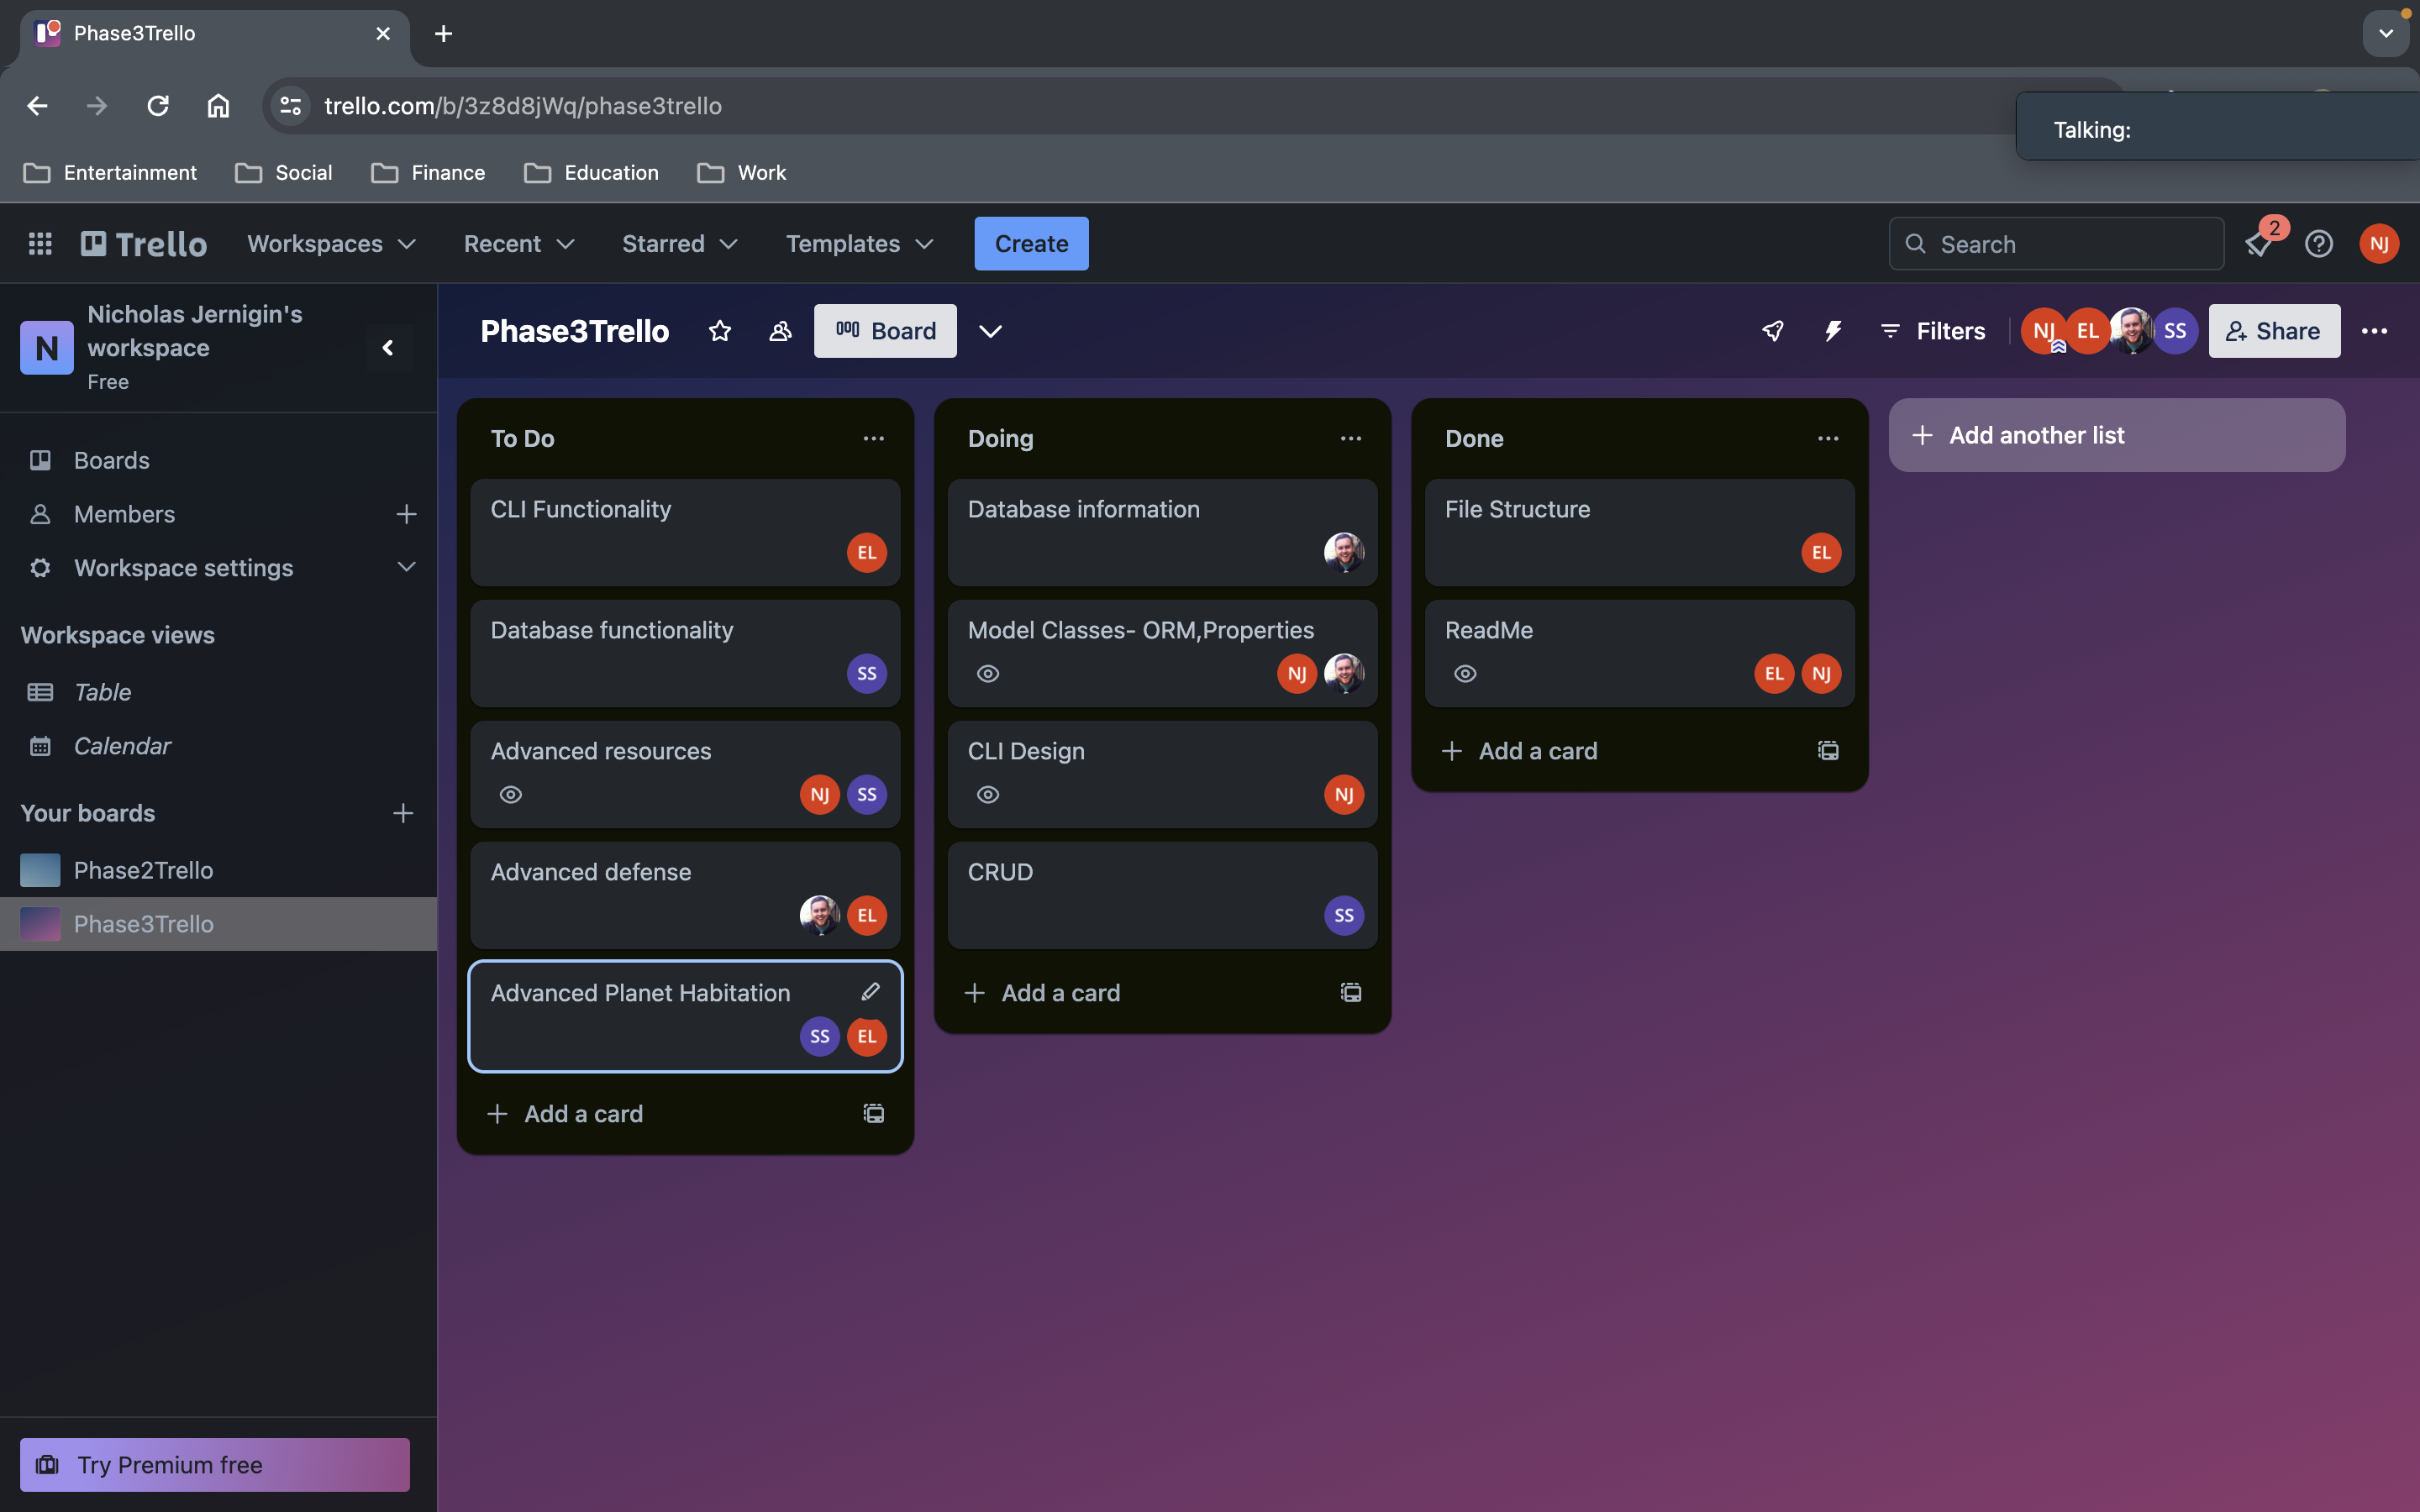 Phase3Trello
trello.com/b/3z8d8jWq/phase3trello
Talking:
Entertainment Social Finance Education Work
Trello Workspaces Recent Starred Templates Create Search 2 NJ
N Nicholas Jernigin's
workspace
Free
Phase3Trello Board Filters NJ EL SS Share
Boards
Members
Workspace settings
Workspace views
Table
Calendar
Your boards
Phase2Trello
Phase3Trello
Try Premium free
To Do
CLI Functionality
EL
Database functionality
SS
Advanced resources
NJ SS
Advanced defense
EL
Advanced Planet Habitation
SS EL
Add a card
Doing
Database information
Model Classes- ORM,Properties
NJ
CLI Design
NJ
CRUD
SS
Add a card
Done
File Structure
EL
ReadMe
EL NJ
Add a card
Add another list